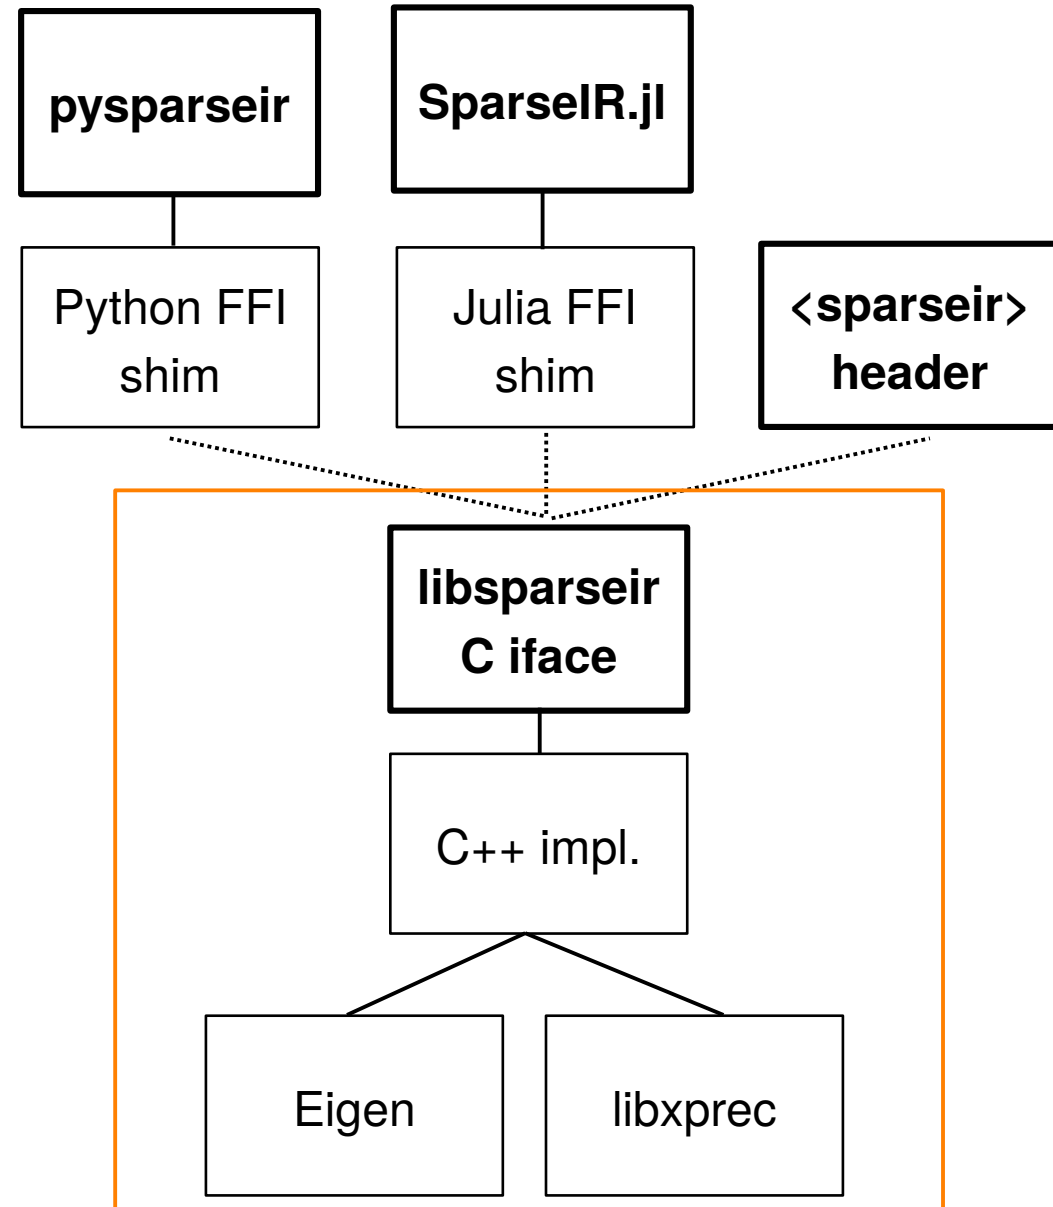 pysparseir
SparseIR.jl
Python FFI
shim
Julia FFI
shim
<sparseir>
header
libsparseir
C iface
C++ impl.
Eigen
libxprec